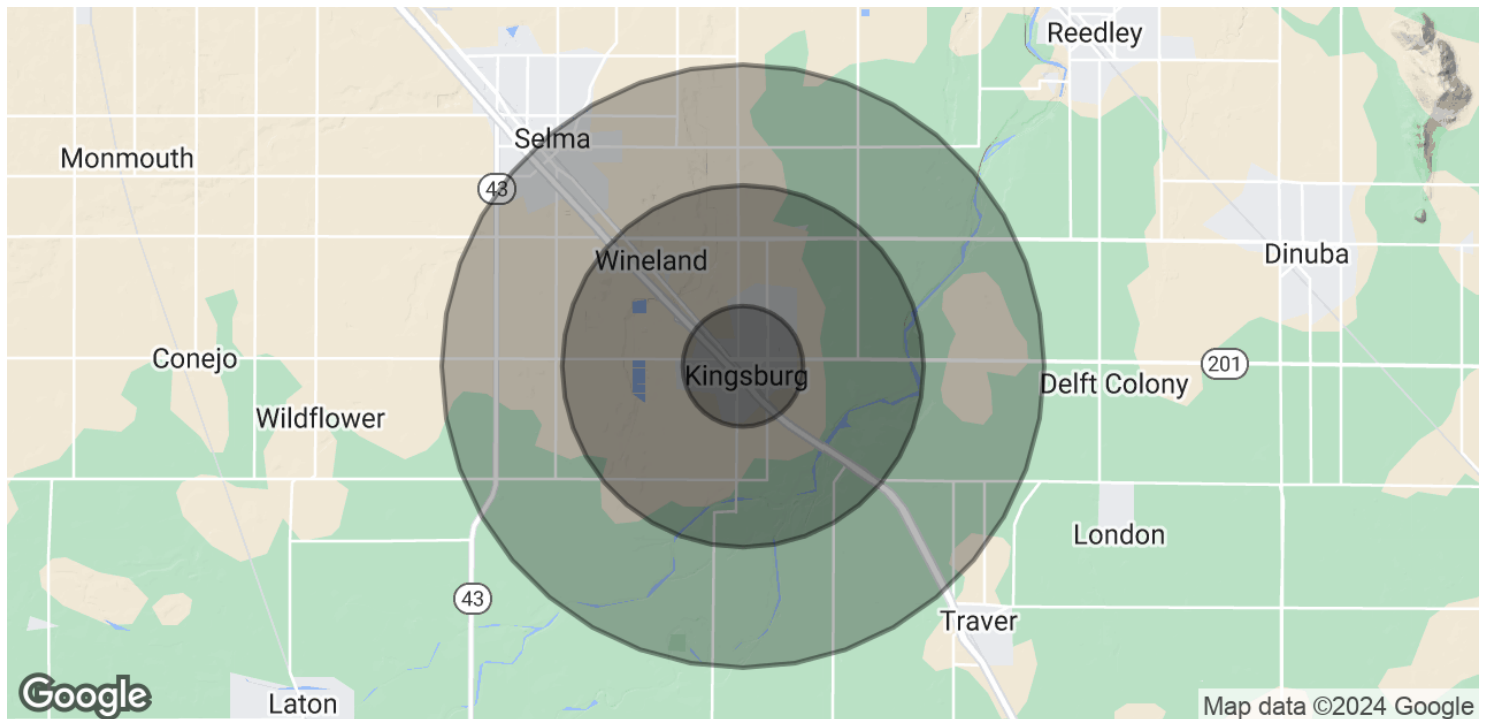 Reedley
Selma
Monmouth
43
Wineland
Dinuba
Conejo
201
Kingsburg
Delft Colony
Wildflower
London
43
Traver
Google
Laton
Map data ©2024 Google